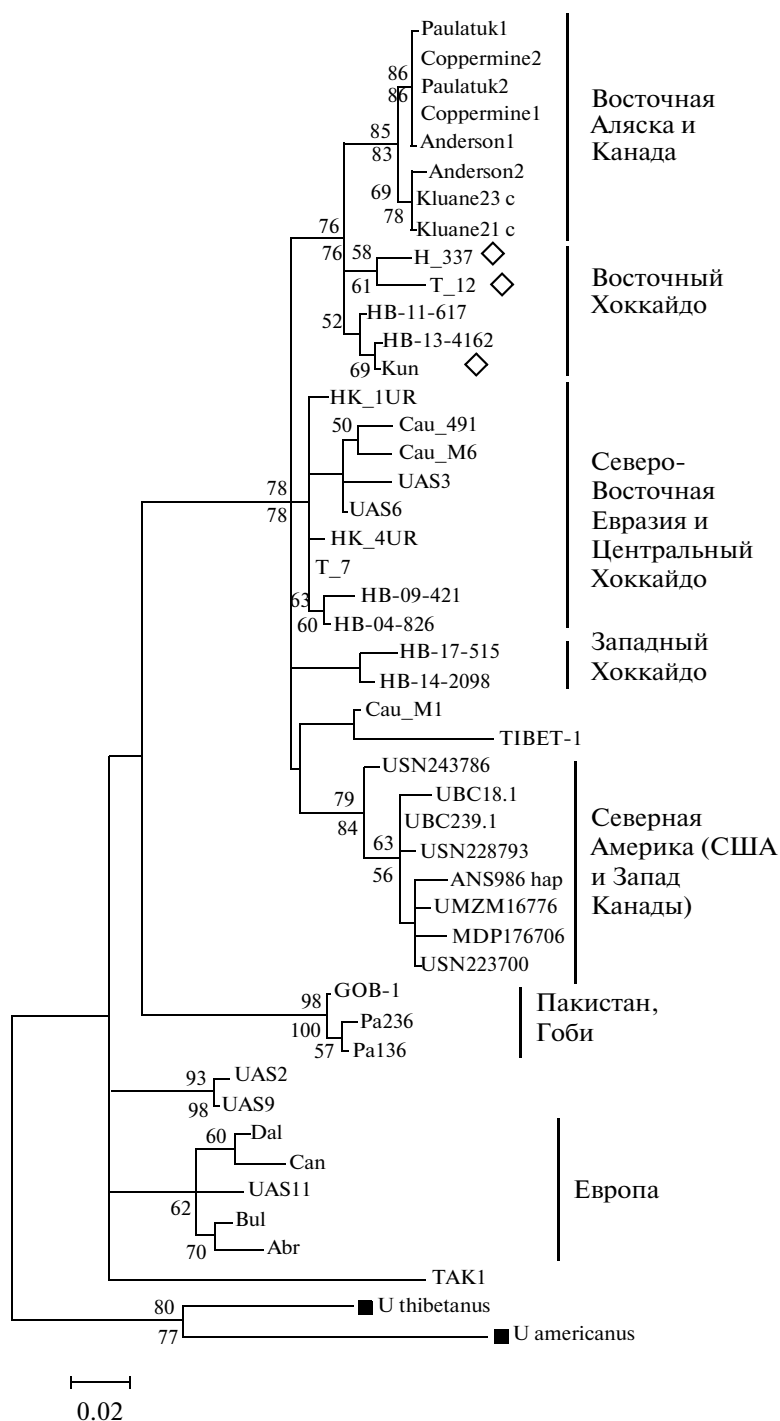 Paulatuk1
Coppermine2
86
Paulatuk2
86
Coppermine1
85
Anderson1
83
Восточная
Аляска и
Канада
Anderson2
69
Kluane23 c
78
Kluane21 c
76
76
58
H_337
61
T_12
Восточный
Хоккайдо
HB-11-617
52
HB-13-4162
69
Kun
HK_1UR
50
Cau_491
Cau_M6
UAS3
78
78
UAS6
HK_4UR
T_7
63
HB-09-421
60
HB-04-826
Северо-
Восточная
Евразия и
Центральный
Хоккайдо
HB-17-515
HB-14-2098
Западный
Хоккайдо
Cau_M1
TIBET-1
USN243786
79
84
UBC18.1
UBC239.1
63
USN228793
56
ANS986 hap
UMZM16776
MDP176706
USN223700
Северная
Америка (США
и Запад
Канады)
98
GOB-1
100
Pa236
57
Pa136
Пакистан,
Гоби
93
UAS2
98
UAS9
60
Dal
Can
UAS11
62
Bul
70
Abr
Европа
TAK1
80
U thibetanus
77
U americanus
0.02